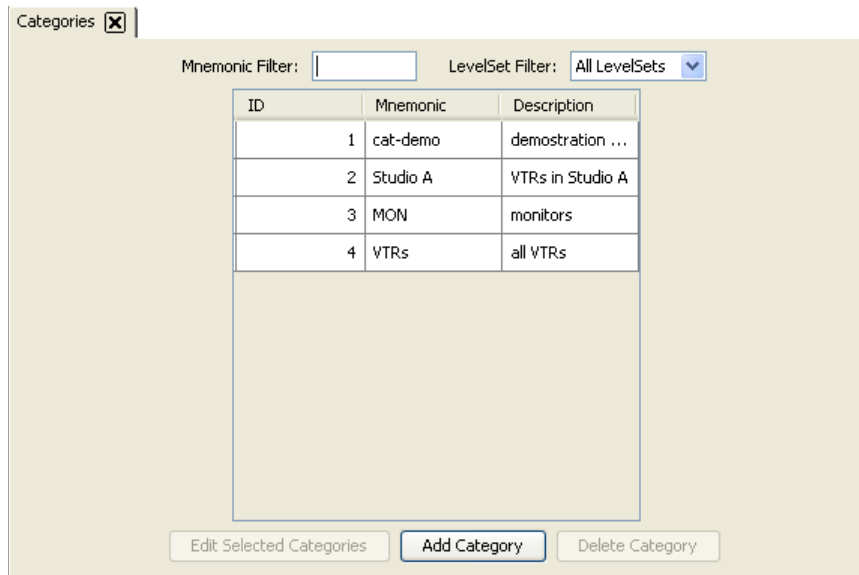 Categories
Mnemonic Filter: LevelSet Filter: All LevelSets
ID Mnemonic Description
1 cat-demo demostration ...
2 Studio A VTRs in Studio A
3 MON monitors
4 VTRs all VTRs
Edit Selected Categories Add Category Delete Category